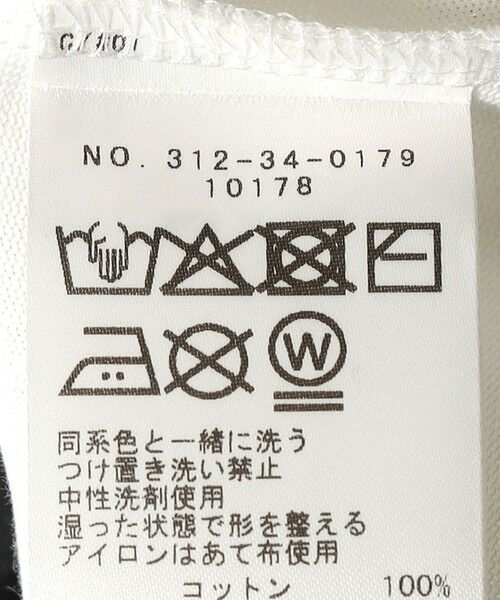 NO. 312-34-0179
10178
W
同系色と一緒に洗う
つけ置き洗い禁止
中性洗剤使用
湿った状態で形を整える
アイロンはあて布使用
コットン 100%